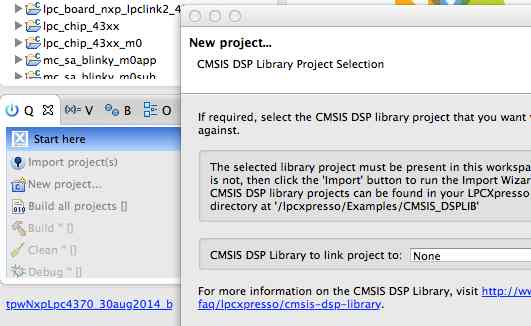 lpc_board_nxp_lpclink2_4
lpc_chip_43xx
lpc_chip_43xx_m0
mc_sa_blinky_m0app
mc_sa_blinky_m0sub
Q V B O
Start here
Import project(s)
New project...
Build all projects []
Build '' []
Clean '' []
Debug '' []
tpwNxpLpc4370_30aug2014_b
New project...
CMSIS DSP Library Project Selection
If required, select the CMSIS DSP library project that you want
against.
The selected library project must be present in this workspa
is not, then click the 'Import' button to run the Import Wizar
CMSIS DSP library projects can be found in your LPCXpresso
directory at '/lpcxpresso/Examples/CMSIS_DSPLIB'
CMSIS DSP Library to link project to: None
For more information on the CMSIS DSP Library, visit http://ww
faq/lpcxpresso/cmsis-dsp-library.